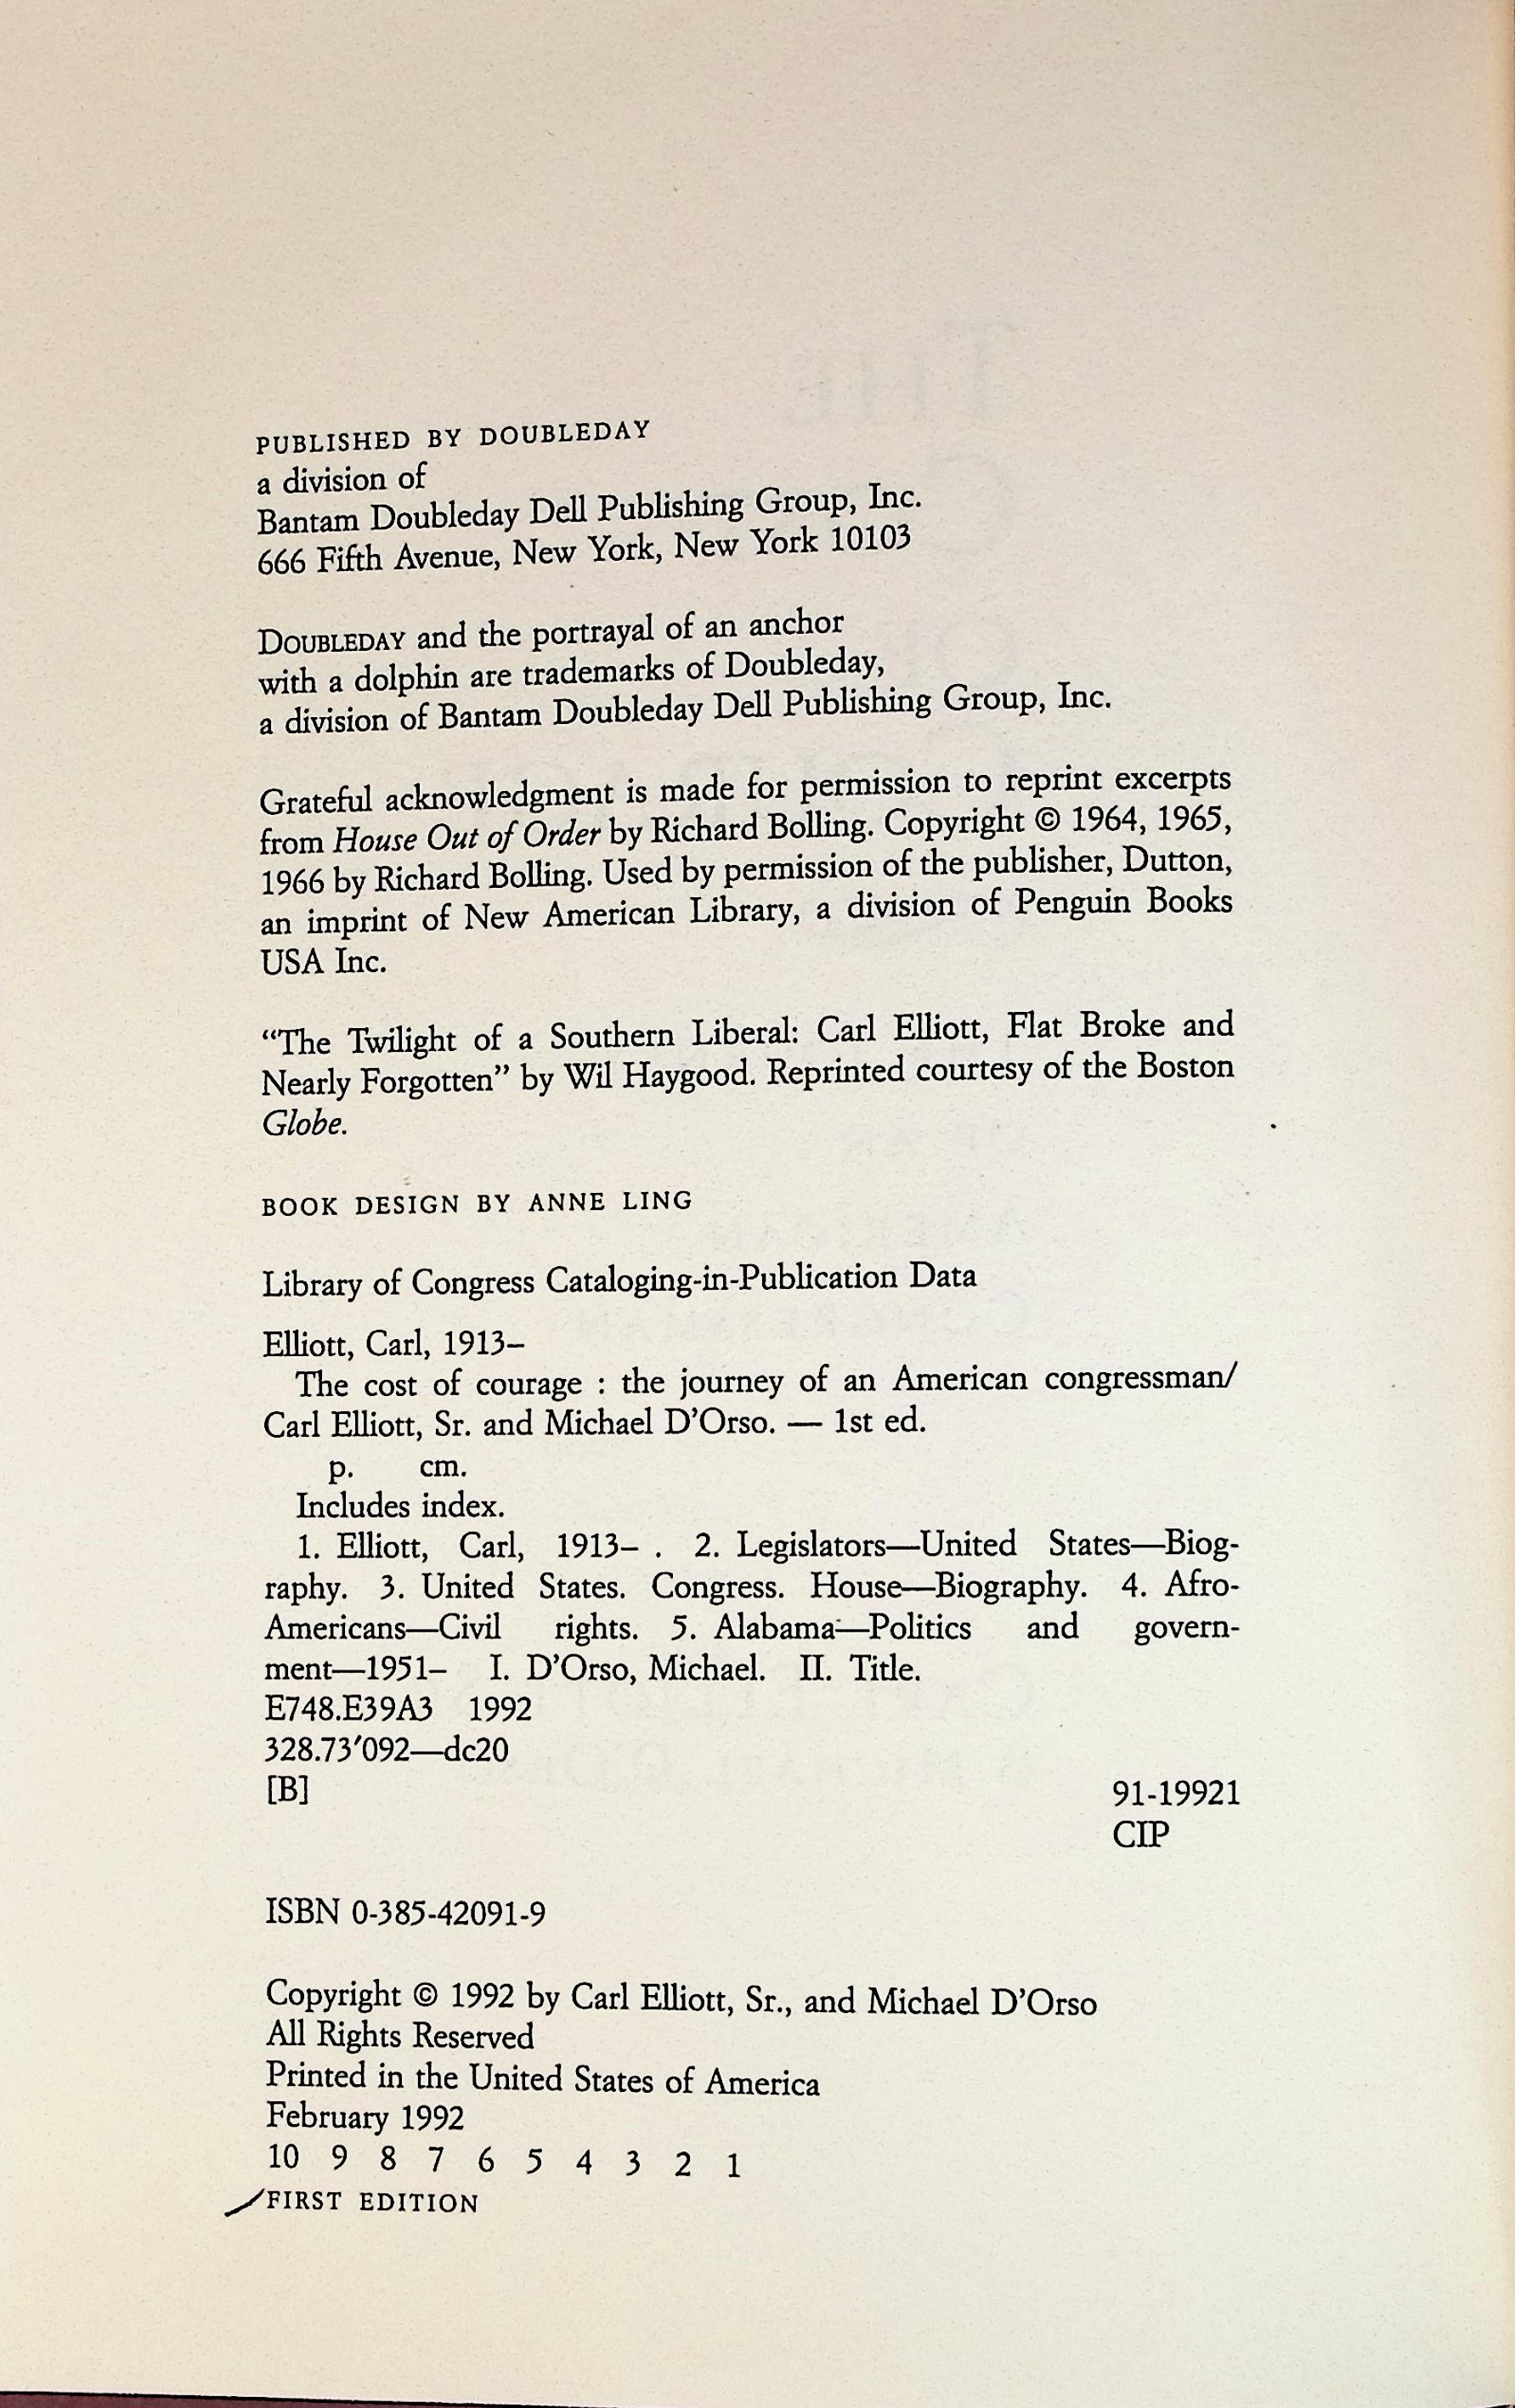 PUBLISHED BY DOUBLEDAY
a division of
Bantam Doubleday Dell Publishing Group, Inc.
666 Fifth Avenue, New York, New York 10103
DOUBLEDAY and the portrayal of an anchor
with a dolphin are trademarks of Doubleday,
a division of Bantam Doubleday Dell Publishing Group, Inc.
Grateful acknowledgment is made for permission to reprint excerpts
from House Out of Order by Richard Bolling. Copyright © 1964, 1965,
1966 by Richard Bolling. Used by permission of the publisher, Dutton,
an imprint of New American Library, a division of Penguin Books
USA Inc.
“The Twilight of a Southern Liberal: Carl Elliott, Flat Broke and
Nearly Forgotten” by Wil Haygood. Reprinted courtesy of the Boston
Globe.
BOOK DESIGN BY ANNE LING
Library of Congress Cataloging-in-Publication Data
Elliott, Carl, 1913–
The cost of courage : the journey of an American congressman/
Carl Elliott, Sr. and Michael D’Orso. — 1st ed.
p. cm.
Includes index.
1. Elliott, Carl, 1913– . 2. Legislators—United States—Biog-
raphy. 3. United States. Congress. House—Biography. 4. Afro-
Americans—Civil rights. 5. Alabama—Politics and govern-
ment—1951– I. D’Orso, Michael. II. Title.
E748.E39A3 1992
328.73′092—dc20
[B] 91-19921
CIP
ISBN 0-385-42091-9
Copyright © 1992 by Carl Elliott, Sr., and Michael D’Orso
All Rights Reserved
Printed in the United States of America
February 1992
10 9 8 7 6 5 4 3 2 1
FIRST EDITION